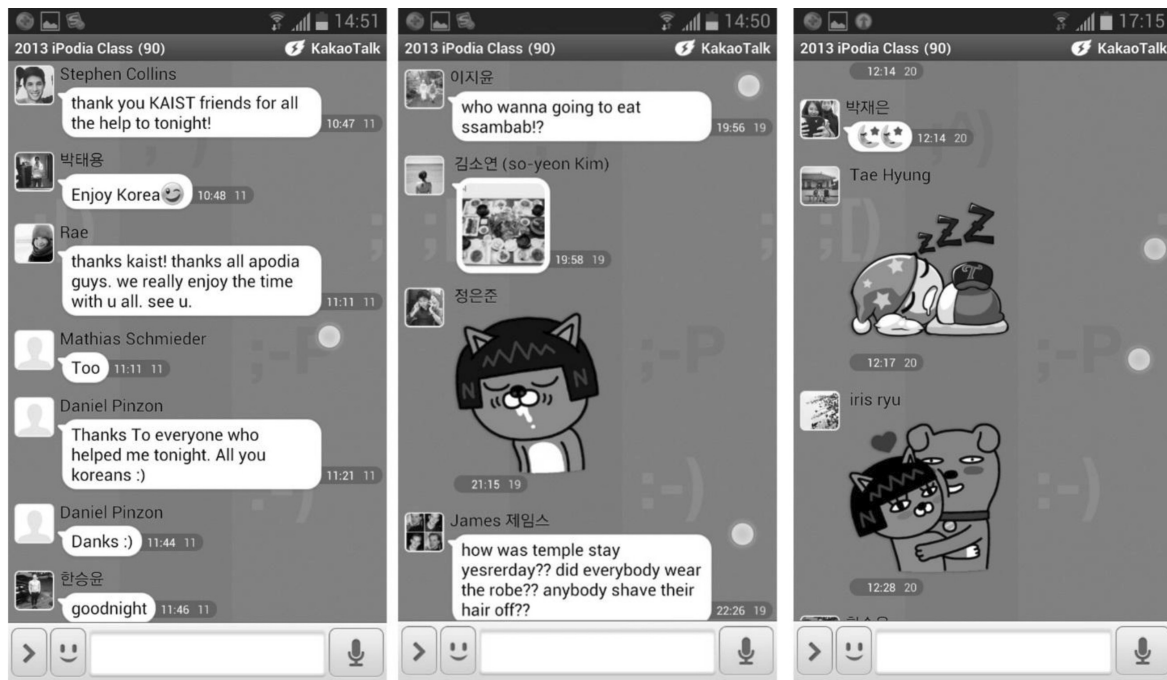 14:51
2013 iPodia Class (90)
KakaoTalk
Stephen Collins
thank you KAIST friends for all
the help to tonight!
10:47 11
박태용
Enjoy Korea
10:48 11
Rae
thanks kaist! thanks all apodia
guys. we really enjoy the time
with u all. see u.
11:11 11
Mathias Schmieder
Too
11:11 11
Daniel Pinzon
Thanks To everyone who
helped me tonight. All you
koreans :)
11:21 11
Daniel Pinzon
Danks :)
11:44 11
한승윤
goodnight
11:46 11
14:50
2013 iPodia Class (90)
KakaoTalk
이지윤
who wanna going to eat
ssambab!?
19:56 19
김소연 (so-yeon Kim)
19:58 19
정은준
N N
21:15 19
James 제임스
how was temple stay
yesrerday?? did everybody wear
the robe?? anybody shave their
hair off??
22:26 19
;-P
:-)
17:15
2013 iPodia Class (90)
KakaoTalk
12:14 20
박재은
12:14 20
Tae Hyung
zZZ
T
12:17 20
;-P
iris ryu
:-)
12:28 20